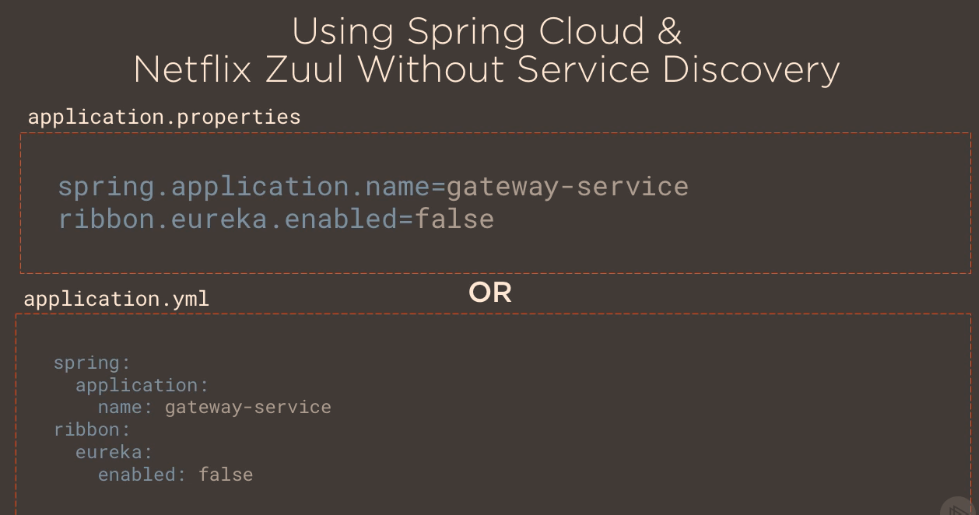 Using Spring Cloud &
Netflix Zuul Without Service Discovery
application.properties
spring.application.name=gateway-service
ribbon.eureka.enabled=false
OR
application.yml
spring:
  application:
    name: gateway-service
ribbon:
  eureka:
    enabled: false